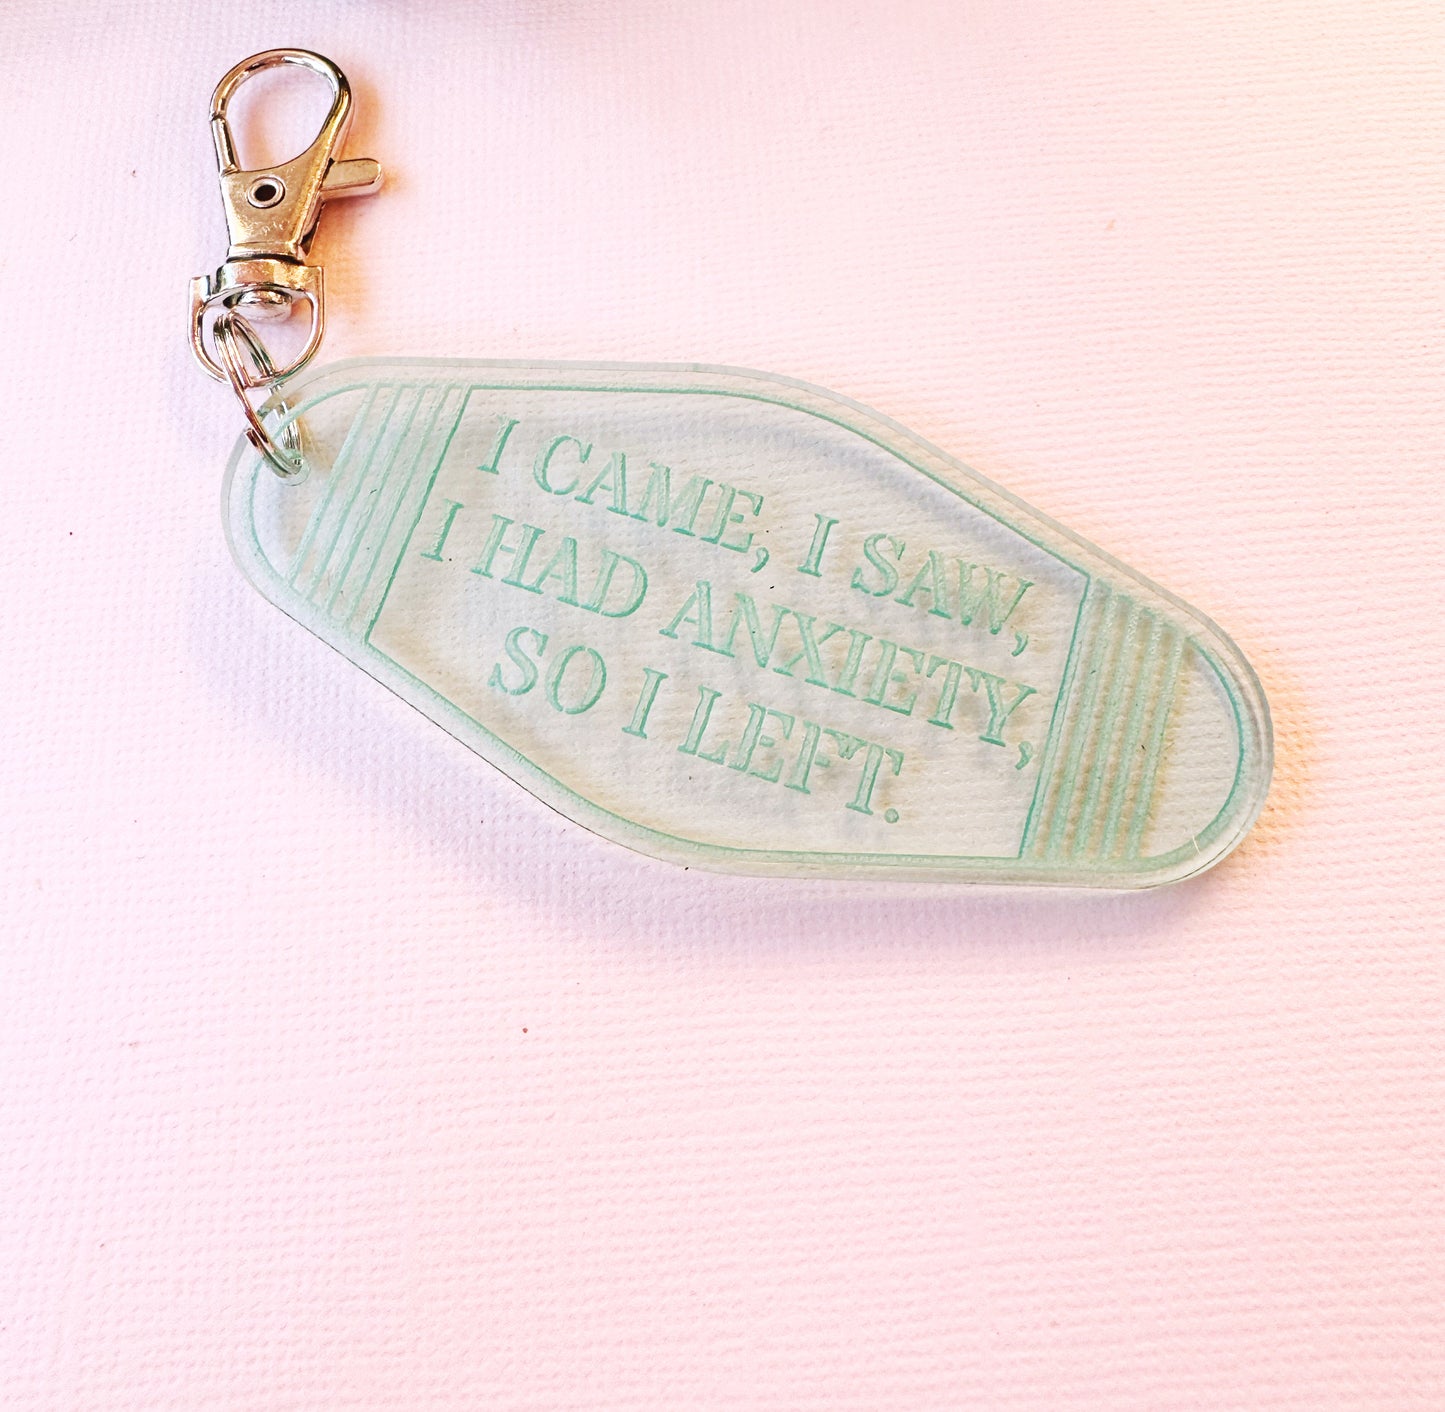 I CAME, I SAW,
I HAD ANXIETY,
SO I LEFT.